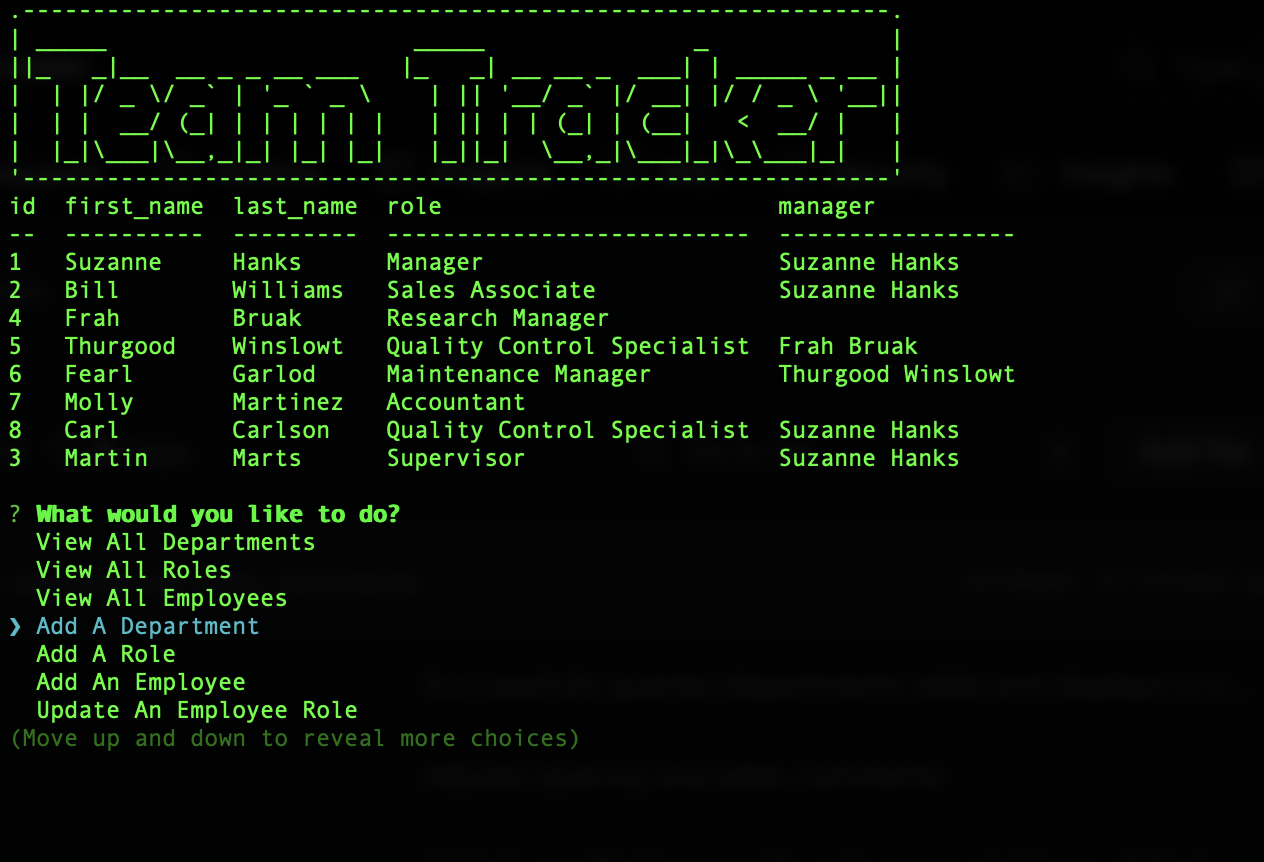 Team Tracker
id first_name last_name role manager
-- ---------- --------- -------------------------- -----------------
1 Suzanne Hanks Manager Suzanne Hanks
2 Bill Williams Sales Associate Suzanne Hanks
4 Frah Bruak Research Manager
5 Thurgood Winslowt Quality Control Specialist Frah Bruak
6 Fearl Garlod Maintenance Manager Thurgood Winslowt
7 Molly Martinez Accountant
8 Carl Carlson Quality Control Specialist Suzanne Hanks
3 Martin Marts Supervisor Suzanne Hanks
? What would you like to do?
View All Departments
View All Roles
View All Employees
❯ Add A Department
Add A Role
Add An Employee
Update An Employee Role
(Move up and down to reveal more choices)